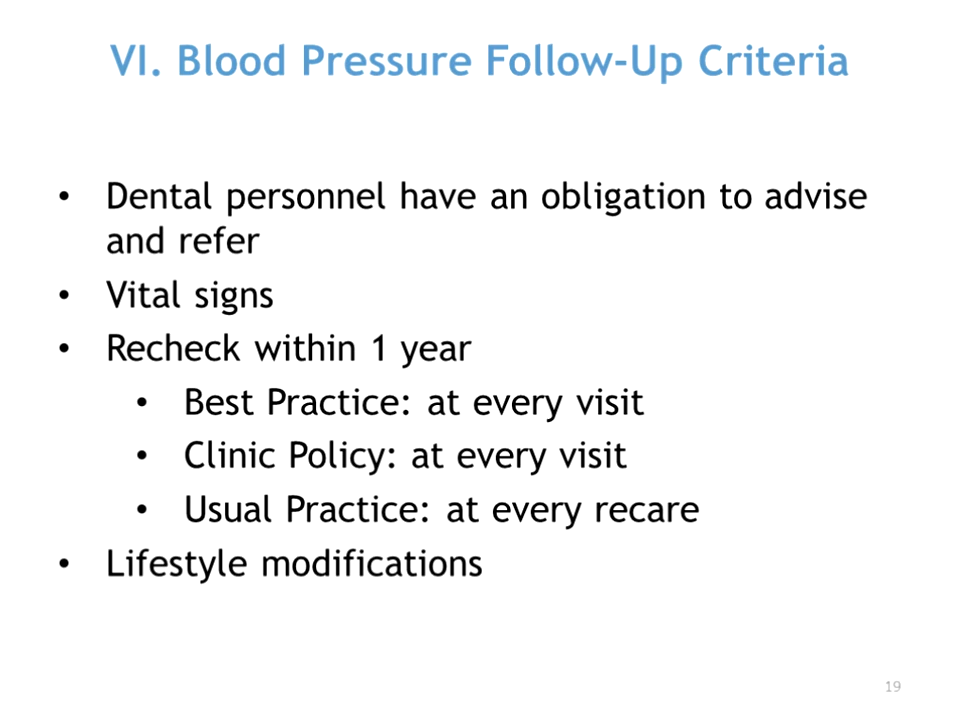 VI. Blood Pressure Follow-Up Criteria
• Dental personnel have an obligation to advise
and refer
• Vital signs
• Recheck within 1 year
• Best Practice: at every visit
• Clinic Policy: at every visit
• Usual Practice: at every recare
• Lifestyle modifications
19